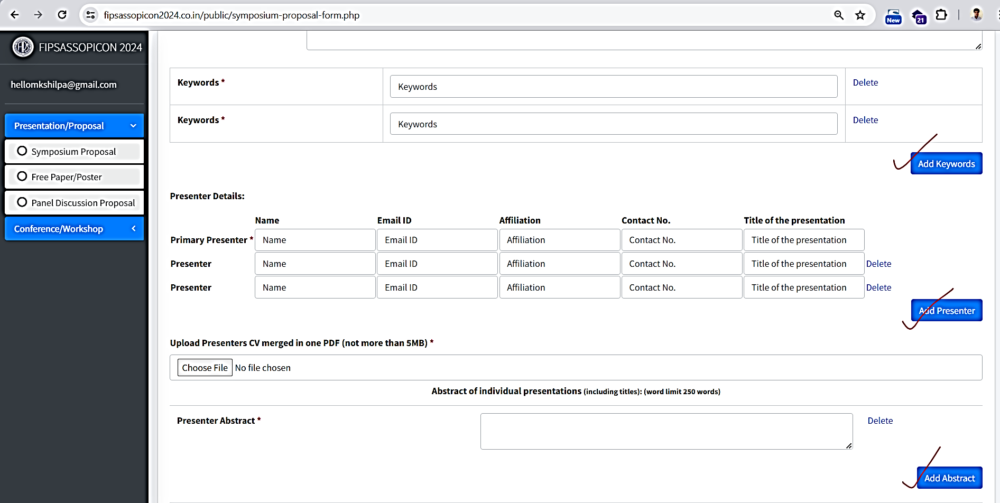 fipsassopicon2024.co.in/public/symposium-proposal-form.php
New
21
FIPSASSOPICON 2024
hellomkshilpa@gmail.com
Presentation/Proposal
Symposium Proposal
Free Paper/Poster
Panel Discussion Proposal
Conference/Workshop
Keywords * Keywords Delete
Keywords * Keywords Delete
Add Keywords
Presenter Details:
Name Email ID Affiliation Contact No. Title of the presentation
Primary Presenter * Name Email ID Affiliation Contact No. Title of the presentation
Presenter Name Email ID Affiliation Contact No. Title of the presentation Delete
Presenter Name Email ID Affiliation Contact No. Title of the presentation Delete
Add Presenter
Upload Presenters CV merged in one PDF (not more than 5MB) *
Choose File No file chosen
Abstract of individual presentations (including titles): (word limit 250 words)
Presenter Abstract * Delete
Add Abstract